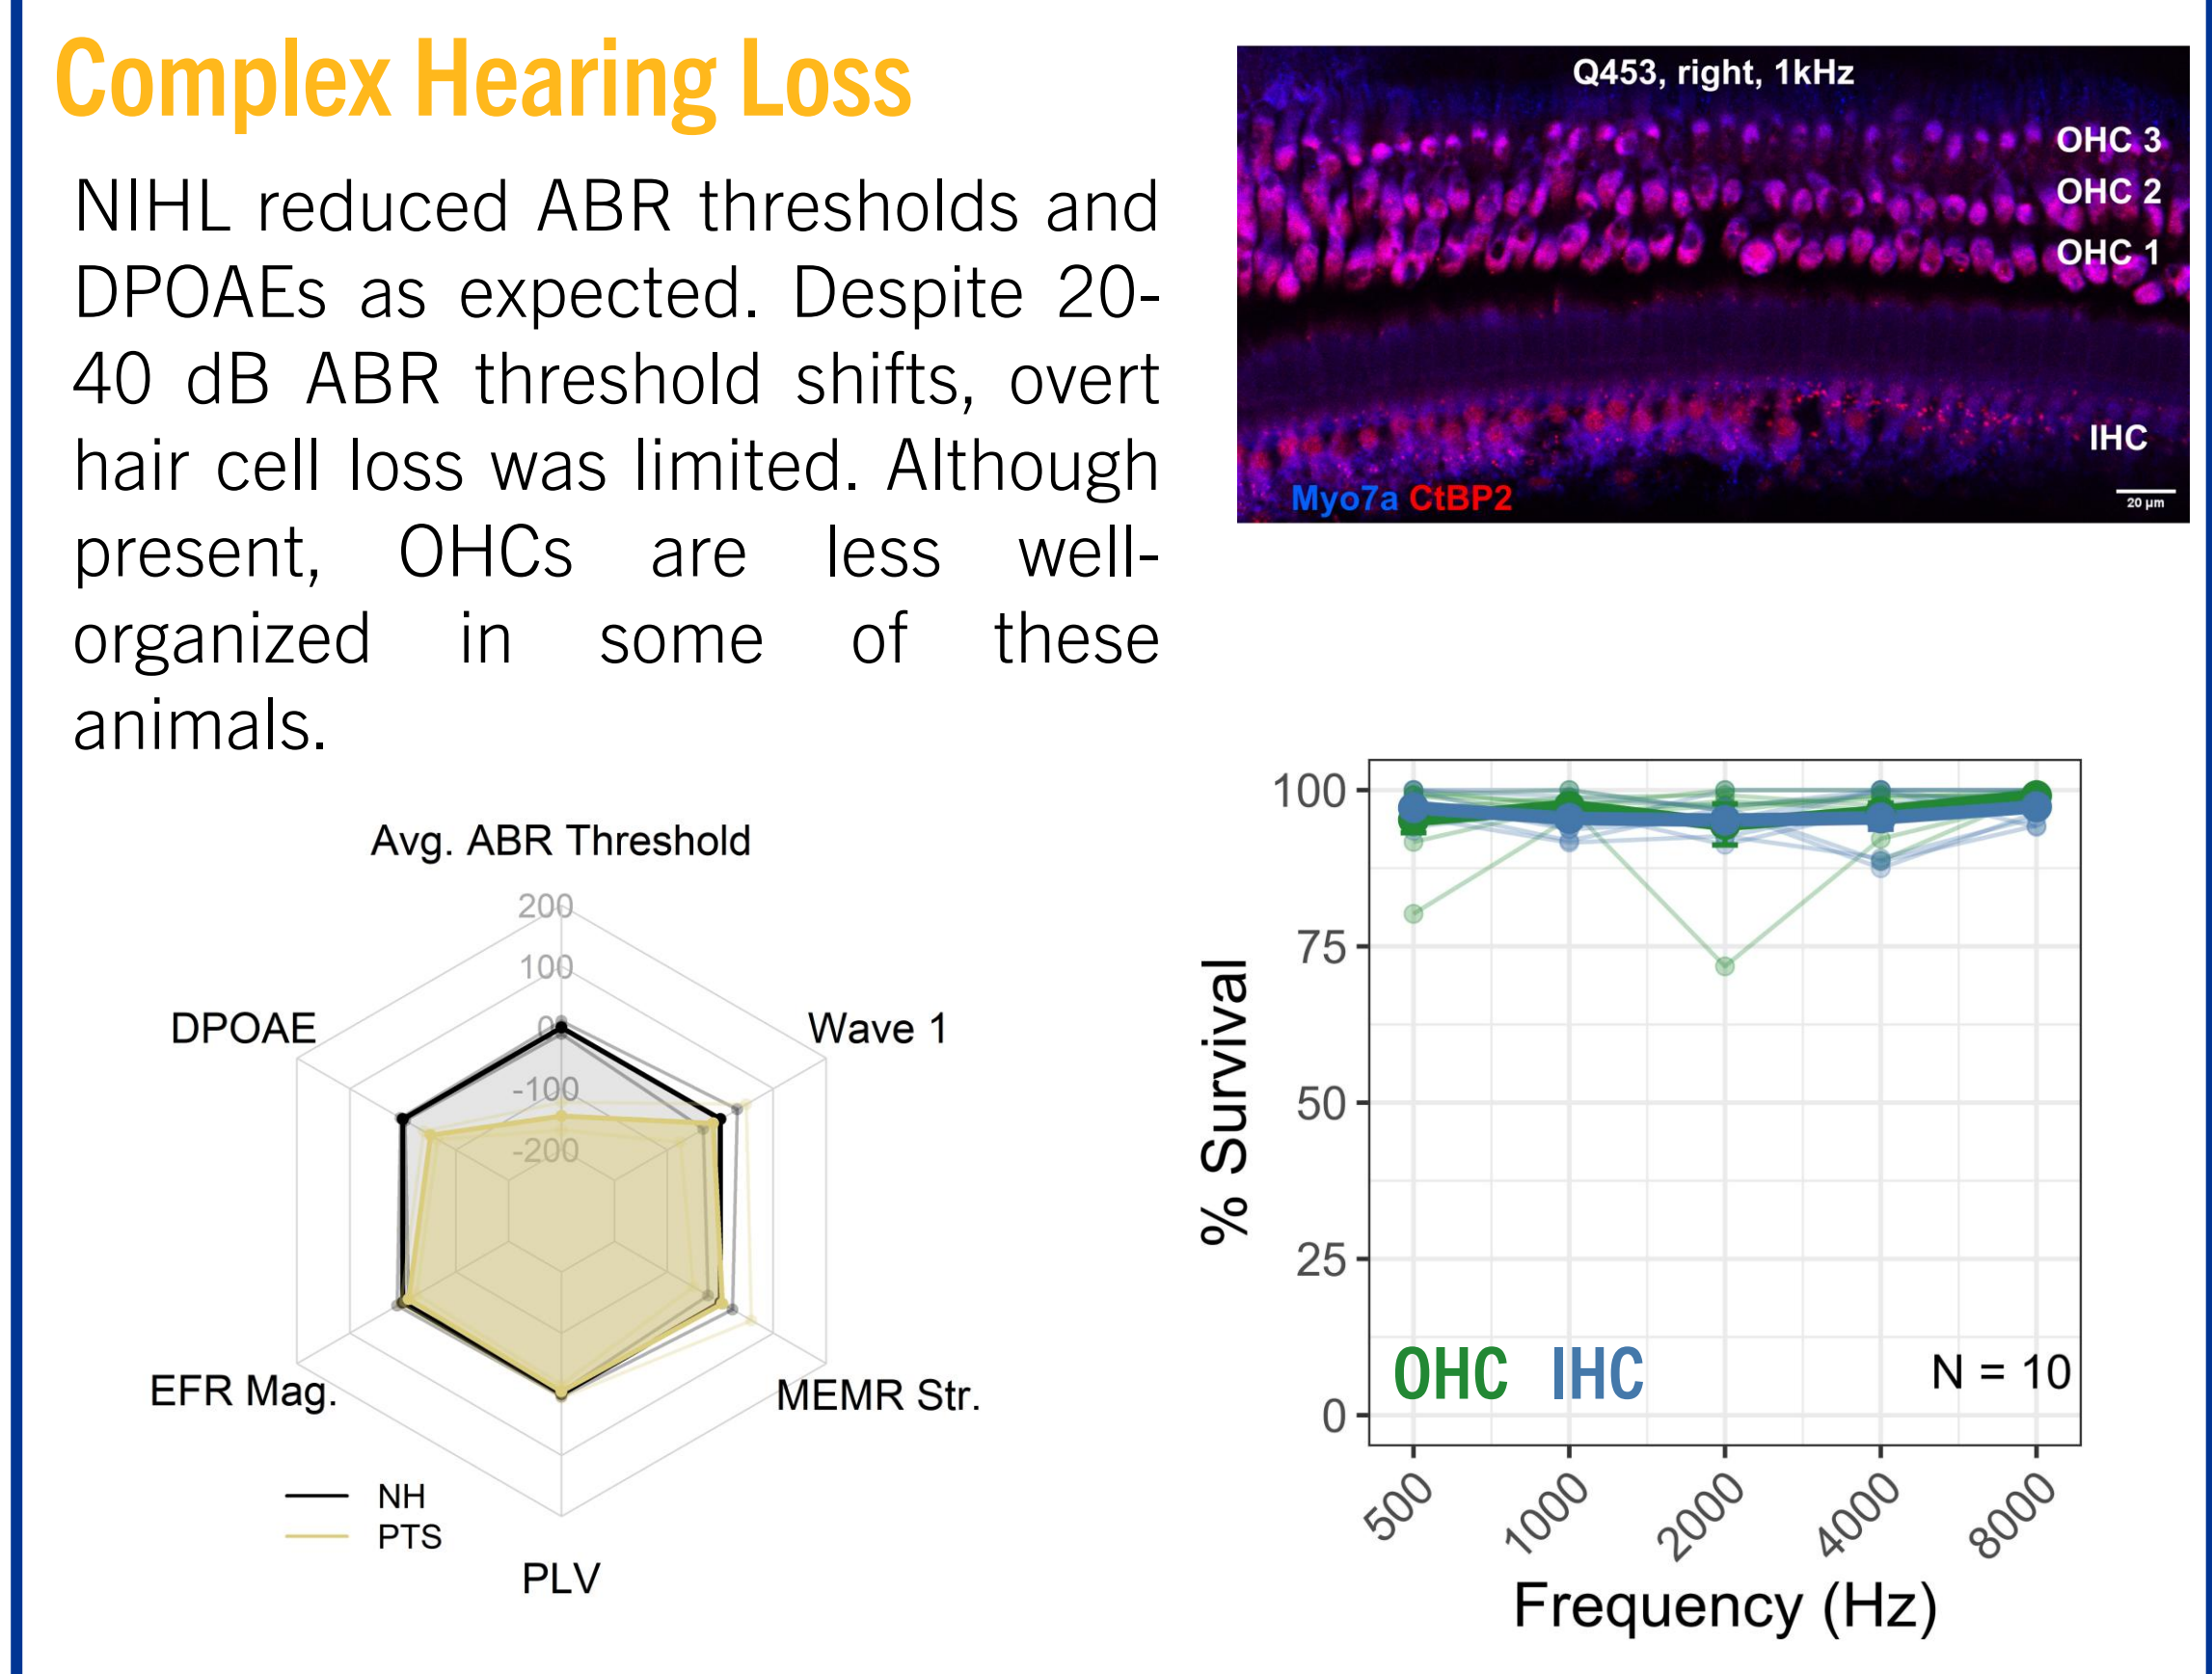 Complex Hearing Loss
NIHL reduced ABR thresholds and
DPOAEs as expected. Despite 20-
40 dB ABR threshold shifts, overt
hair cell loss was limited. Although
present, OHCs are less well-
organized in some of these
animals.
Q453, right, 1kHz
OHC 3
OHC 2
OHC 1
IHC
Myo7a CtBP2
20 µm
Avg. ABR Threshold
200
100
0
-100
-200
DPOAE
Wave 1
EFR Mag.
MEMR Str.
PLV
NH
PTS
% Survival
100
75
50
25
0
OHC IHC
N = 10
500 1000 2000 4000 8000
Frequency (Hz)